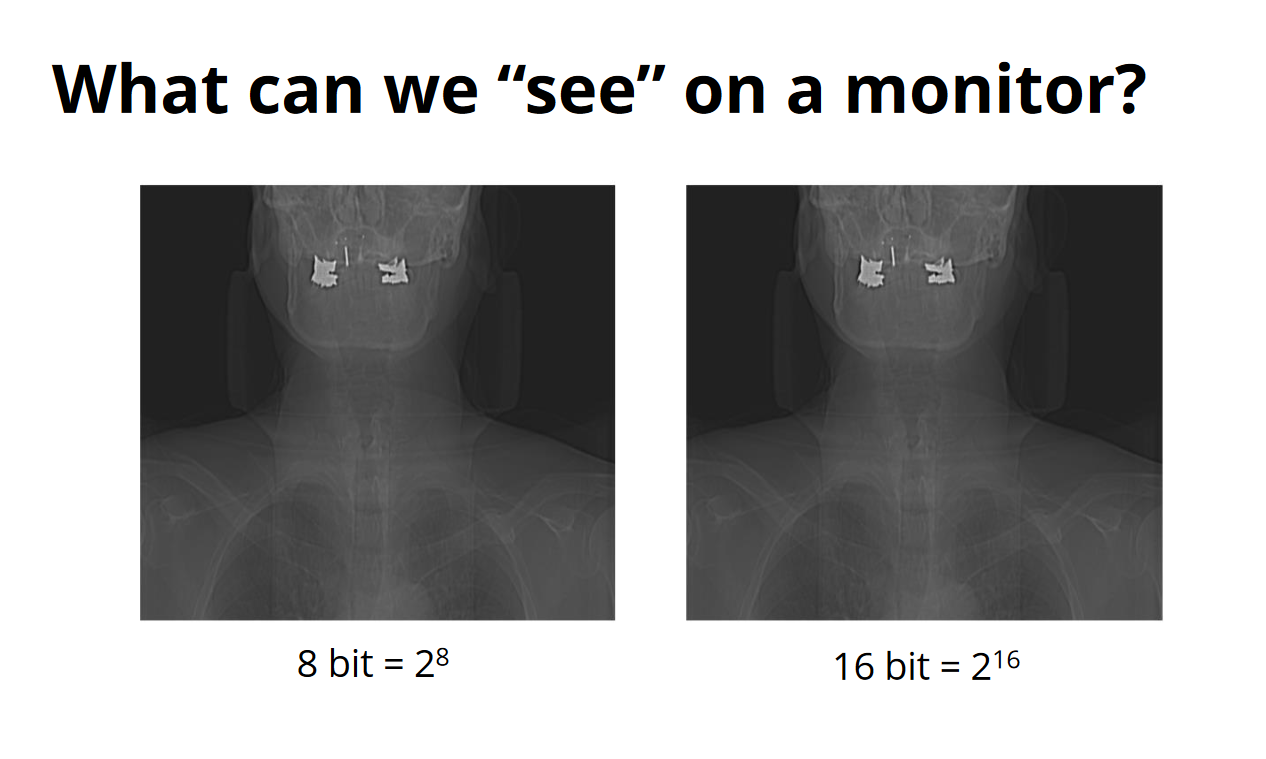 What can we “see” on a monitor?
8 bit = 2⁸
16 bit = 2¹⁶